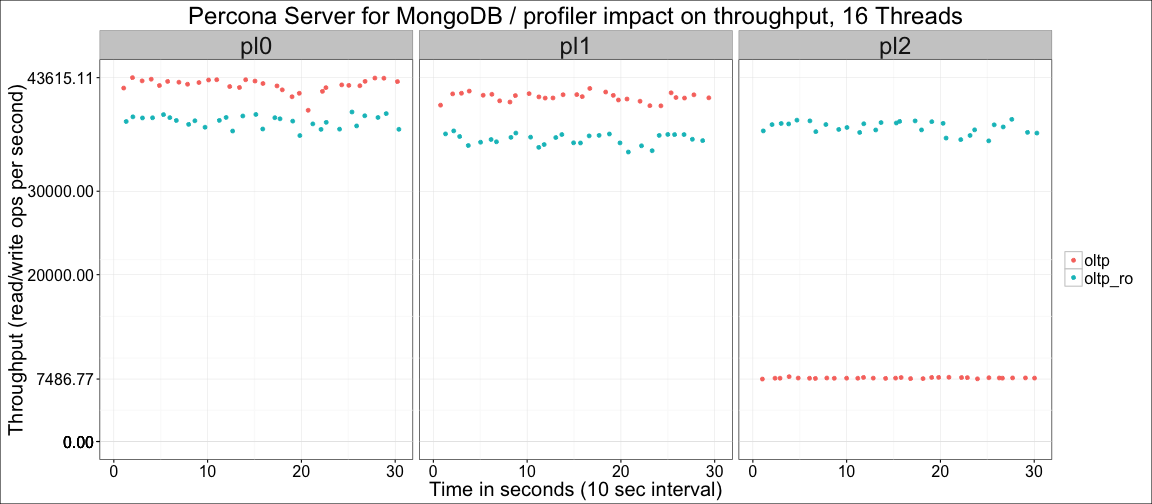 Percona Server for MongoDB / profiler impact on throughput, 16 Threads
pl0
pl1
pl2
Throughput (read/write ops per second)
43615.11
30000.00
20000.00
7486.77
0.00
oltp
oltp_ro
0 10 20 30
0 10 20 30
0 10 20 30
Time in seconds (10 sec interval)